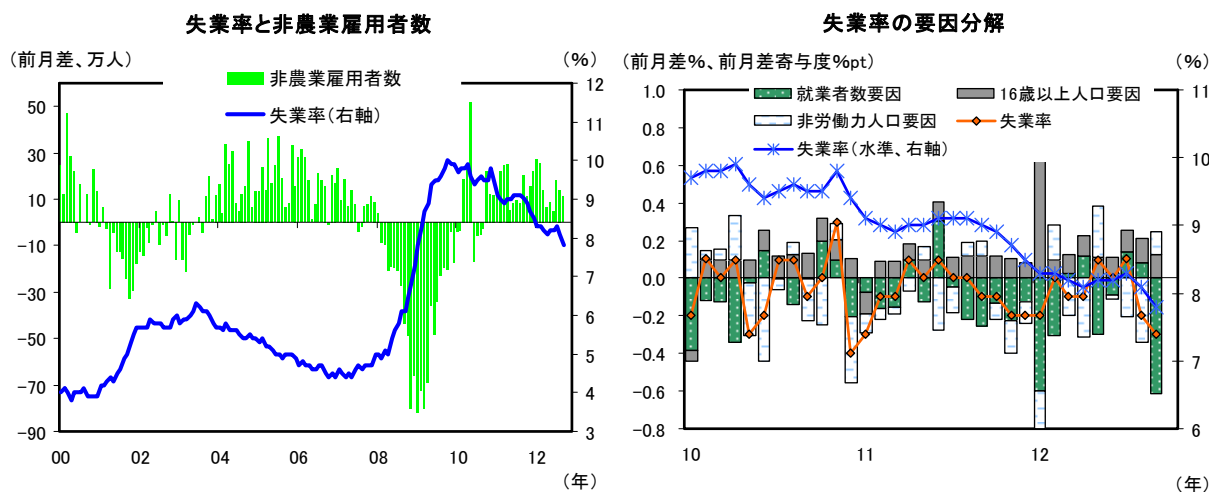 失業率と非農業雇用者数
(前月差、万人)
(%)
非農業雇用者数
失業率(右軸)
50
30
10
-10
-30
-50
-70
-90
12
11
10
9
8
7
6
5
4
3
00 02 04 06 08 10 12
(年)
失業率の要因分解
(前月差%、前月差寄与度%pt)
(%)
就業者数要因
16歳以上人口要因
非労働力人口要因
失業率
失業率(水準、右軸)
1.0
0.8
0.6
0.4
0.2
0.0
-0.2
-0.4
-0.6
-0.8
11
10
9
8
7
6
10 11 12
(年)